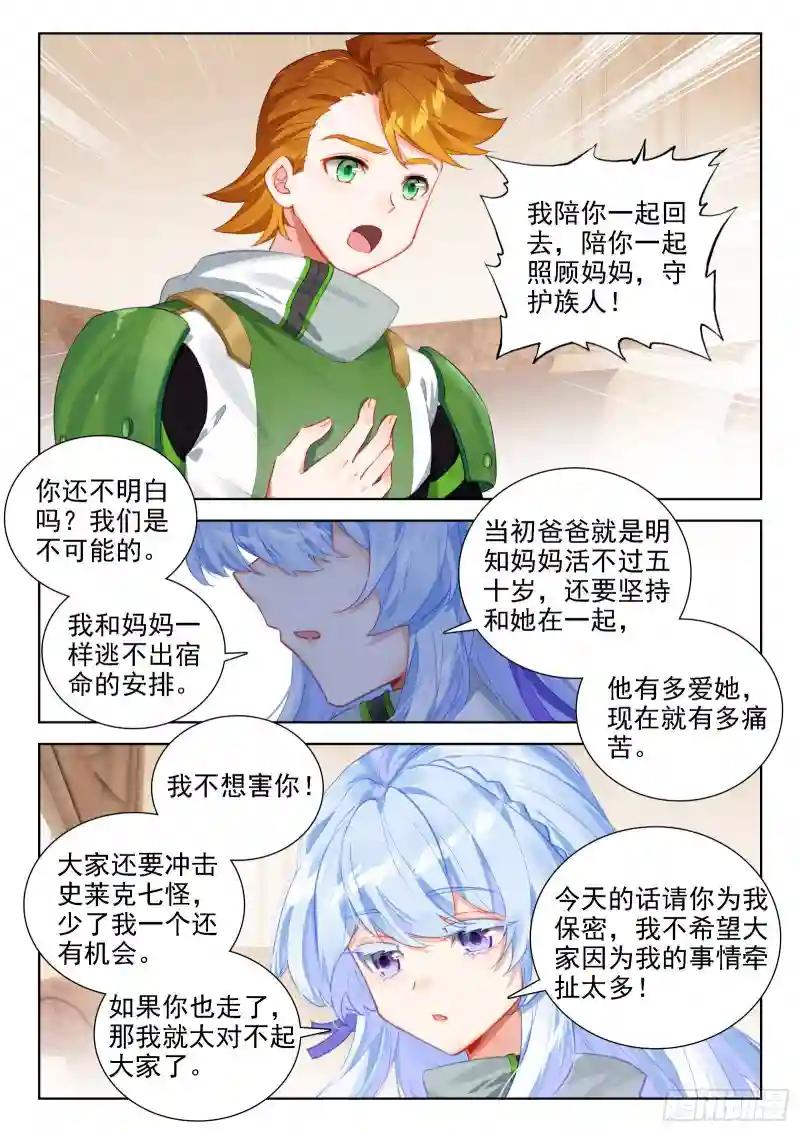 我陪你一起回
去，陪你一起
照顾妈妈，守
护族人！
你还不明白
吗？我们是
不可能的。
我和妈妈一
样逃不出宿
命的安排。
当初爸爸就是明
知妈妈活不过五
十岁，还要坚持
和她在一起，
他有多爱她，
现在就有多痛
苦。
我不想害你！
大家还要冲击
史莱克七怪，
少了我一个还
有机会。
如果你也走了，
那我就太对不起
大家了。
今天的话请你为我
保密，我不希望大
家因为我的事情牵
扯太多！